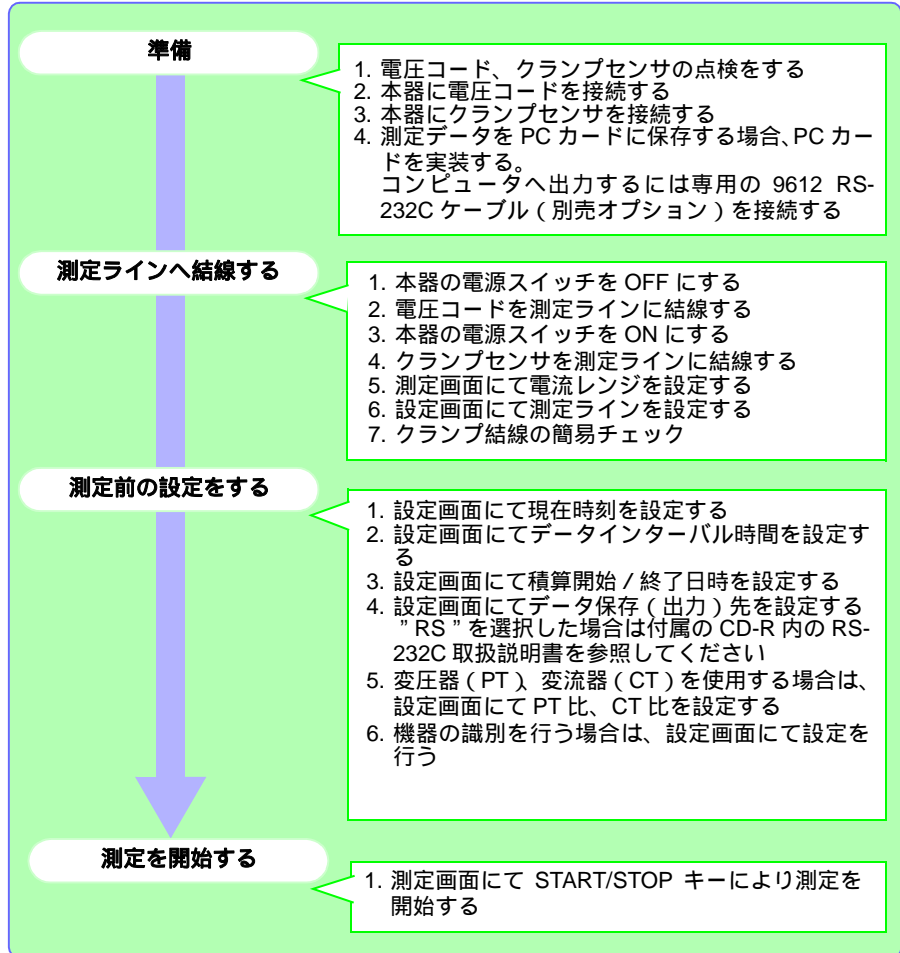 準備
1. 電圧コード、クランプセンサの点検をする
2. 本器に電圧コードを接続する
3. 本器にクランプセンサを接続する
4. 測定データを PC カードに保存する場合、PC カー
ドを実装する。
コンピュータへ出力するには専用の 9612 RS-
232C ケーブル（別売オプション）を接続する
測定ラインへ結線する
1. 本器の電源スイッチを OFF にする
2. 電圧コードを測定ラインに結線する
3. 本器の電源スイッチを ON にする
4. クランプセンサを測定ラインに結線する
5. 測定画面にて電流レンジを設定する
6. 設定画面にて測定ラインを設定する
7. クランプ結線の簡易チェック
測定前の設定をする
1. 設定画面にて現在時刻を設定する
2. 設定画面にてデータインターバル時間を設定す
る
3. 設定画面にて積算開始 / 終了日時を設定する
4. 設定画面にてデータ保存（出力）先を設定する
”RS”を選択した場合は付属の CD-R 内の RS-
232C 取扱説明書を参照してください
5. 変圧器（PT）、変流器（CT）を使用する場合は、
設定画面にて PT 比、CT 比を設定する
6. 機器の識別を行う場合は、設定画面にて設定を
行う
測定を開始する
1. 測定画面にて START/STOP キーにより測定を
開始する